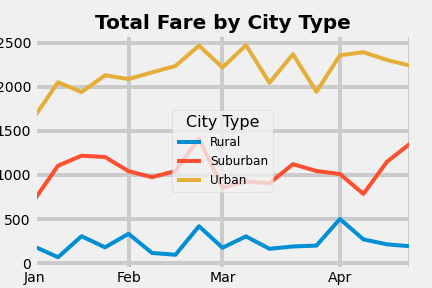 Total Fare by City Type
2500
2000
1500
1000
500
0
City Type
Rural
Suburban
Urban
Jan Feb Mar Apr